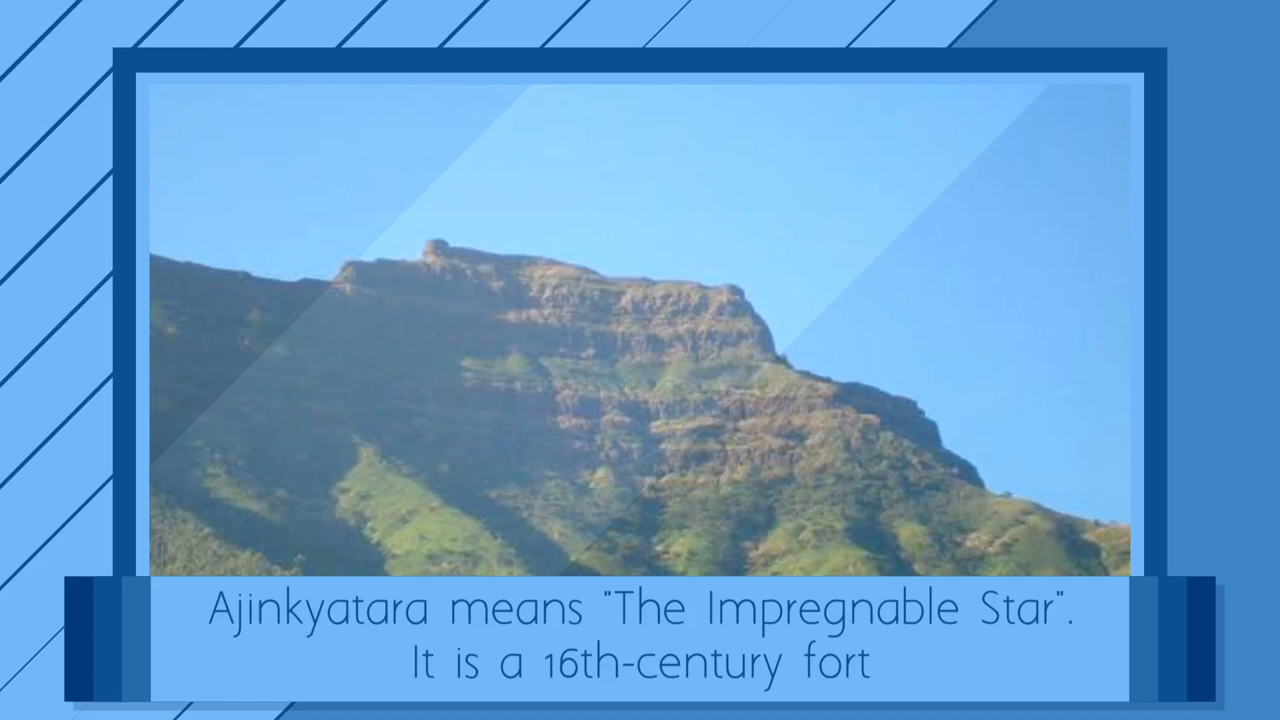 Ajinkyatara means "The Impregnable Star".
It is a 16th-century fort